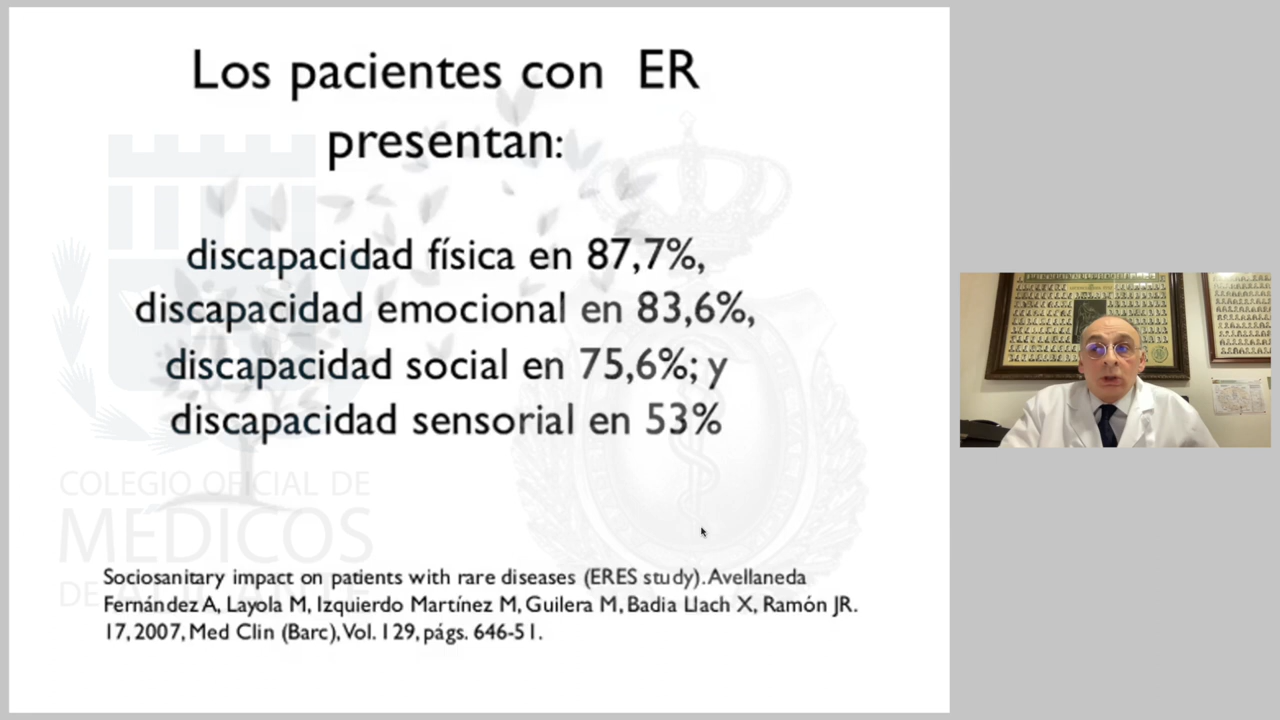 Los pacientes con ER
presentan:
discapacidad física en 87,7%,
discapacidad emocional en 83,6%,
discapacidad social en 75,6%; y
discapacidad sensorial en 53%
COLEGIO OFICIAL DE
MEDICOS
DE ALICANTE
Sociosanitary impact on patients with rare diseases (ERES study). Avellaneda
Fernández A, Layola M, Izquierdo Martínez M, Guilera M, Badia Llach X, Ramón JR.
17, 2007, Med Clin (Barc), Vol. 129, págs. 646-51.